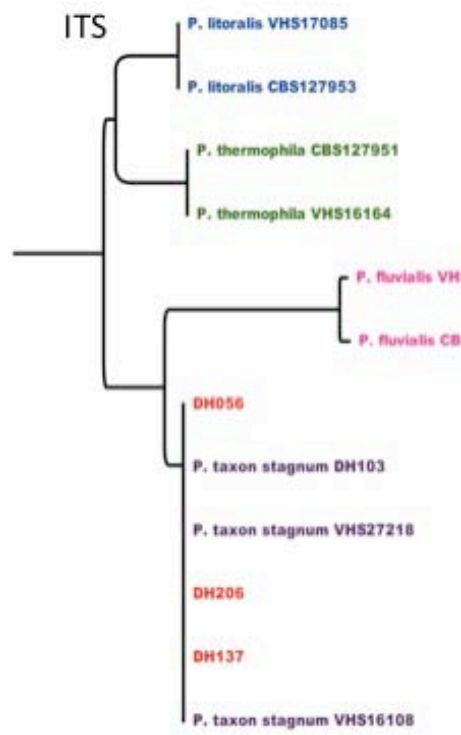 ITS
P. litoralis VHS17085
P. litoralis CBS127953
P. thermophila CBS127951
P. thermophila VHS16164
P. fluvialis VH
P. fluvialis CB
DH056
P. taxon stagnum DH103
P. taxon stagnum VHS27218
DH206
DH137
P. taxon stagnum VHS16108